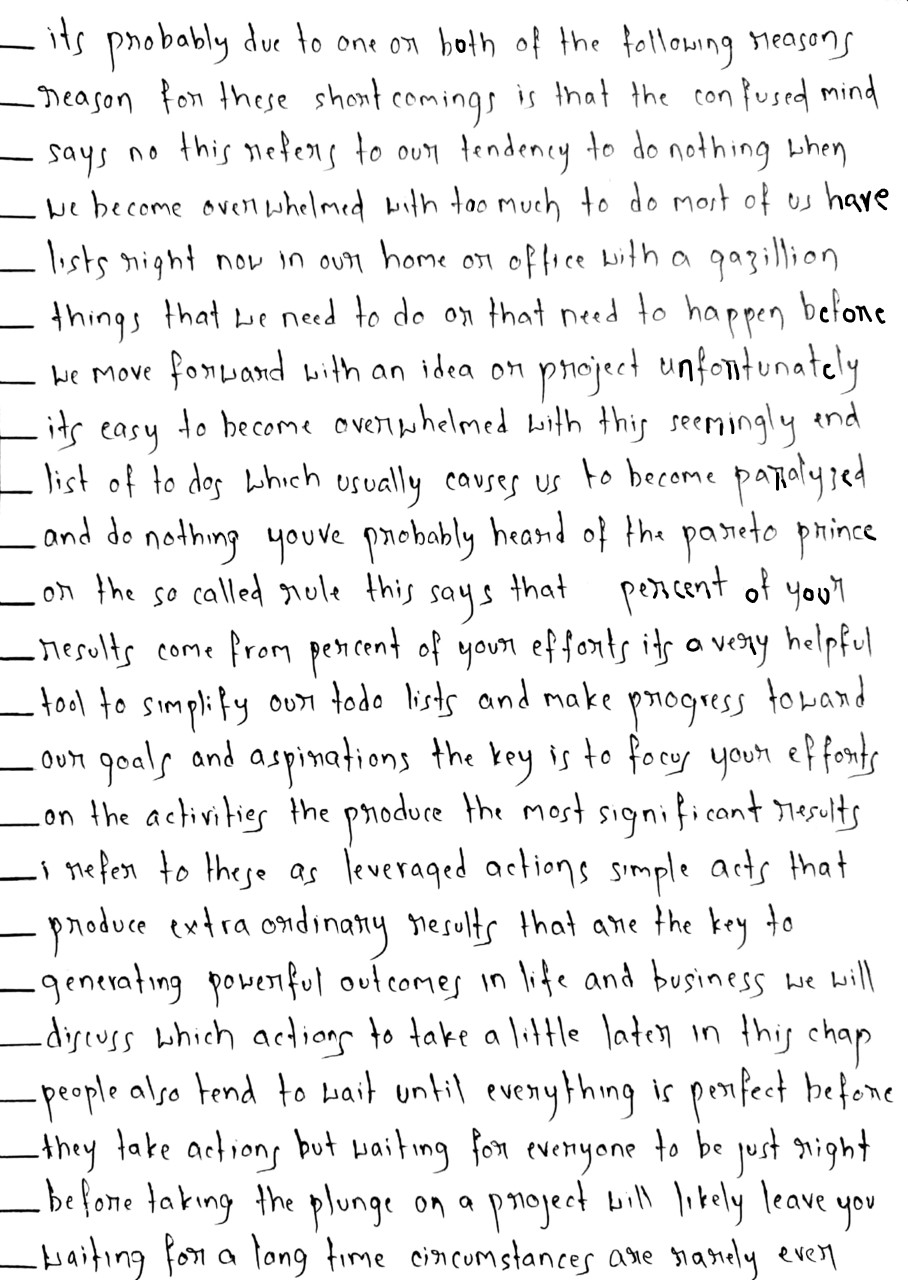 its probably due to one or both of the following reasons
reason for these shortcomings is that the confused mind
says no this refers to our tendency to do nothing when
we become overwhelmed with too much to do most of us have
lists right now in our home or office with a gazillion
things that we need to do or that need to happen before
we move forward with an idea or project unfortunately
its easy to become overwhelmed with this seemingly end
list of to dos which usually causes us to become paralyzed
and do nothing youve probably heard of the pareto prince
or the so called rule this says that percent of your
results come from percent of your efforts its a very helpful
tool to simplify our todo lists and make progress toward
our goals and aspirations the key is to focus your efforts
on the activities the produce the most significant results
i refer to these as leveraged actions simple acts that
produce extra ordinary results that are the key to
generating powerful outcomes in life and business we will
discuss which actions to take a little later in this chap
people also tend to wait until everything is perfect before
they take actions but waiting for everyone to be just right
before taking the plunge on a project will likely leave you
waiting for a long time circumstances are rarely ever